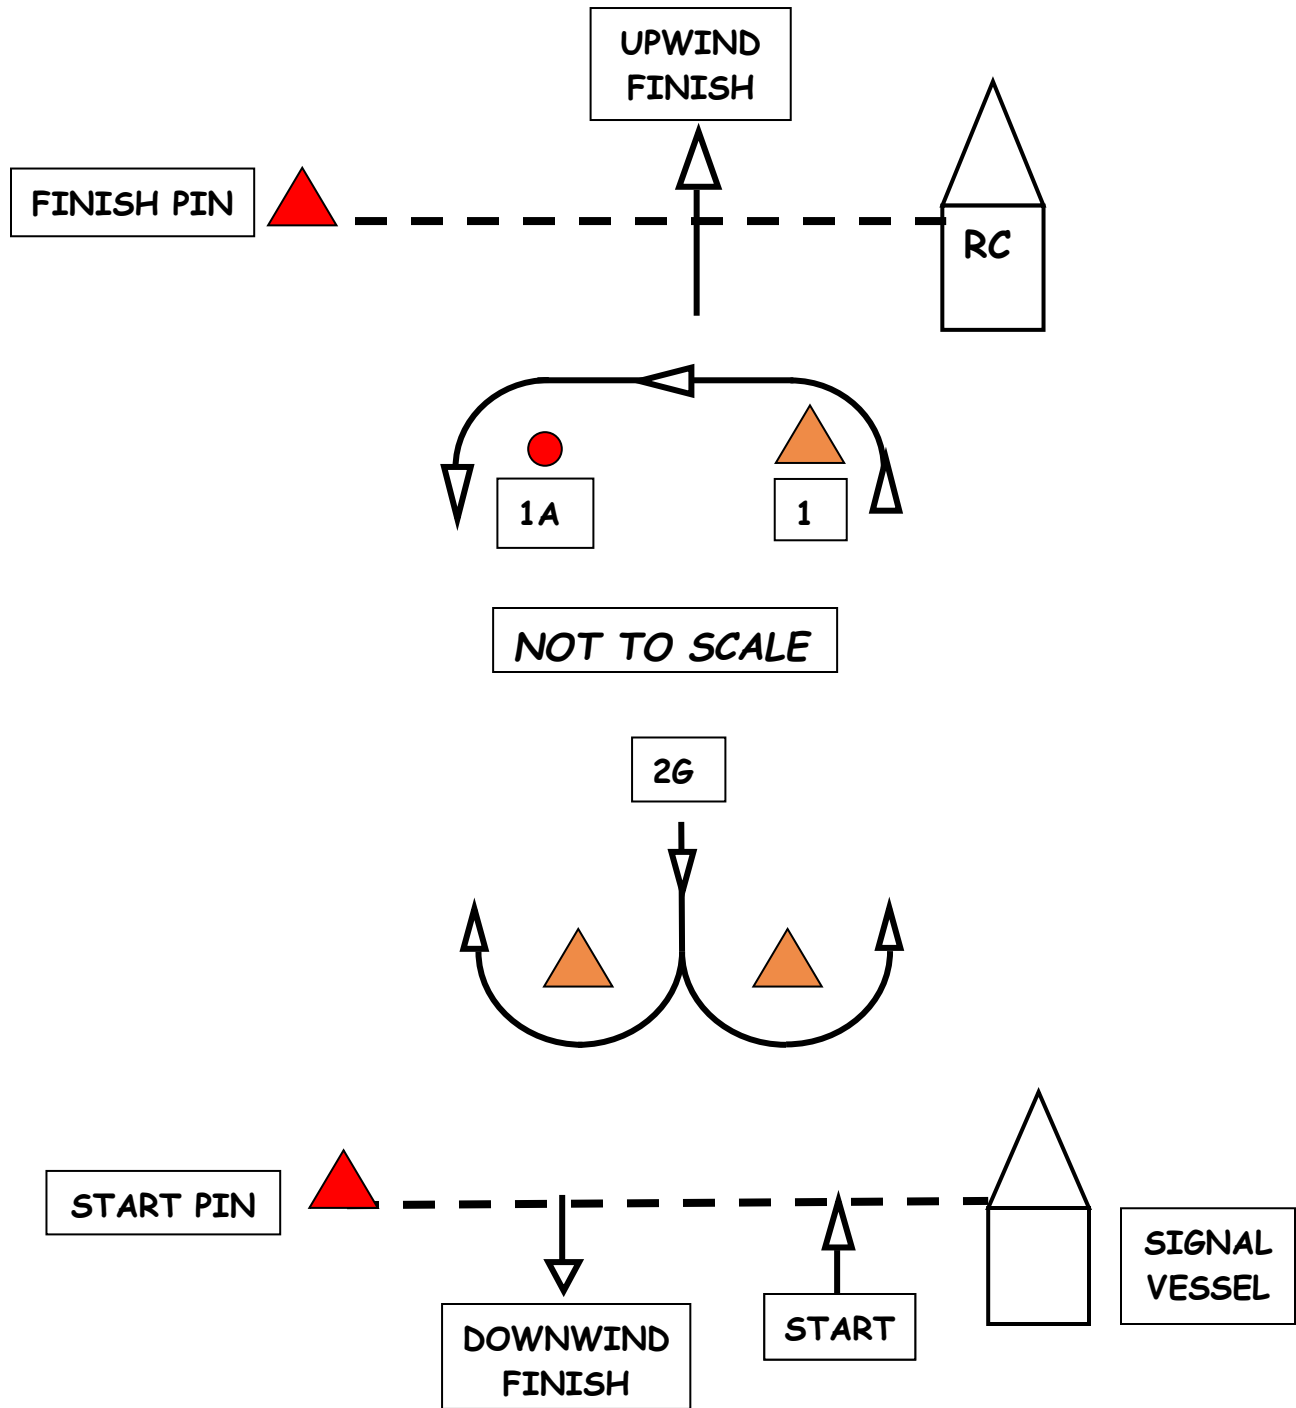 UPWIND
FINISH
FINISH PIN
RC
1A
1
NOT TO SCALE
2G
START PIN
SIGNAL
VESSEL
START
DOWNWIND
FINISH